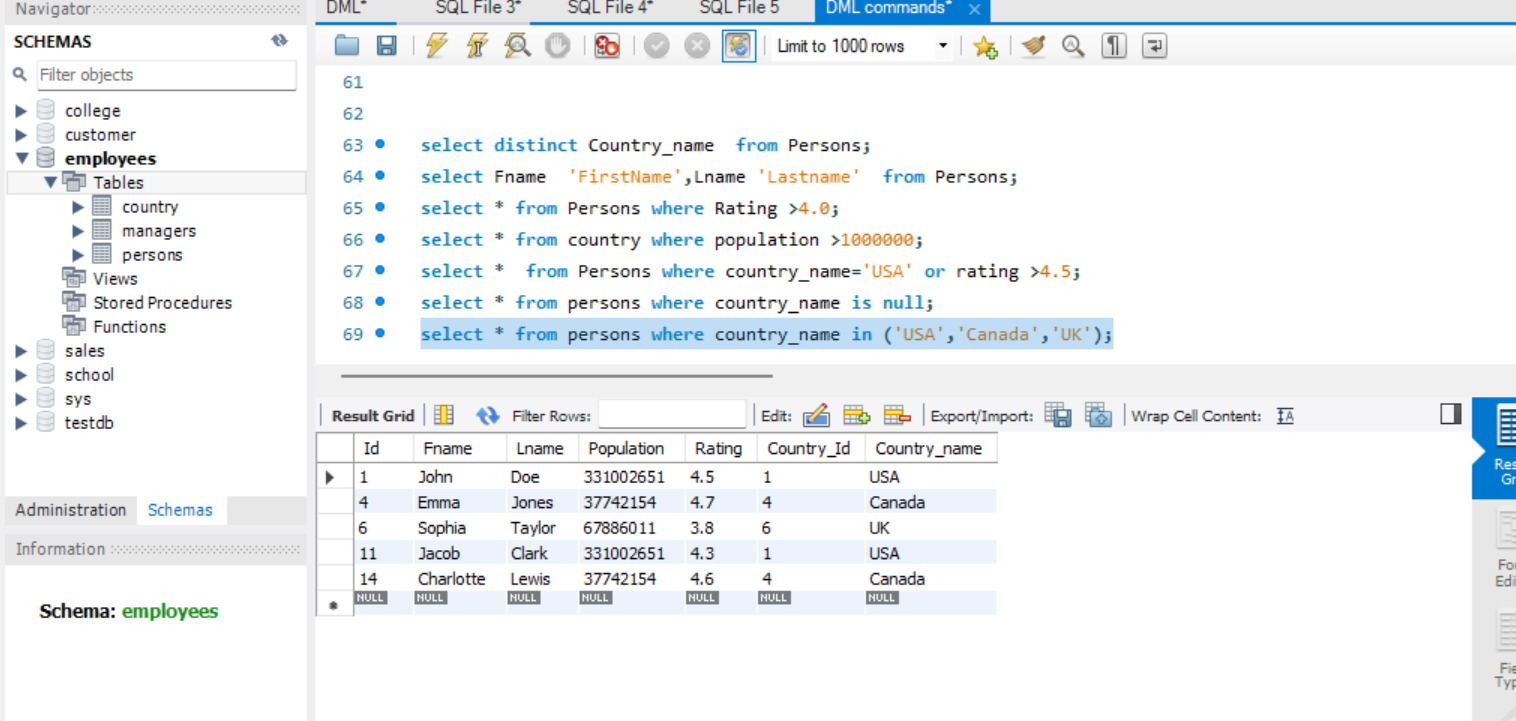 Navigator
DML* SQL File 3* SQL File 4* SQL File 5 DML commands* ×
SCHEMAS
Limit to 1000 rows
Filter objects
college
customer
employees
Tables
country
managers
persons
Views
Stored Procedures
Functions
sales
school
sys
testdb
61
62
63 select distinct Country_name  from Persons;
64 select Fname  'FirstName',Lname 'Lastname'  from Persons;
65 select * from Persons where Rating >4.0;
66 select * from country where population >1000000;
67 select *  from Persons where country_name='USA' or rating >4.5;
68 select * from persons where country_name is null;
69 select * from persons where country_name in ('USA','Canada','UK');
Result Grid Filter Rows: Edit: Export/Import: Wrap Cell Content: IA
Id Fname Lname Population Rating Country_Id Country_name
1 John Doe 331002651 4.5 1 USA
4 Emma Jones 37742154 4.7 4 Canada
6 Sophia Taylor 67886011 3.8 6 UK
11 Jacob Clark 331002651 4.3 1 USA
14 Charlotte Lewis 37742154 4.6 4 Canada
NULL NULL NULL NULL NULL NULL NULL
Administration Schemas
Information
Schema: employees